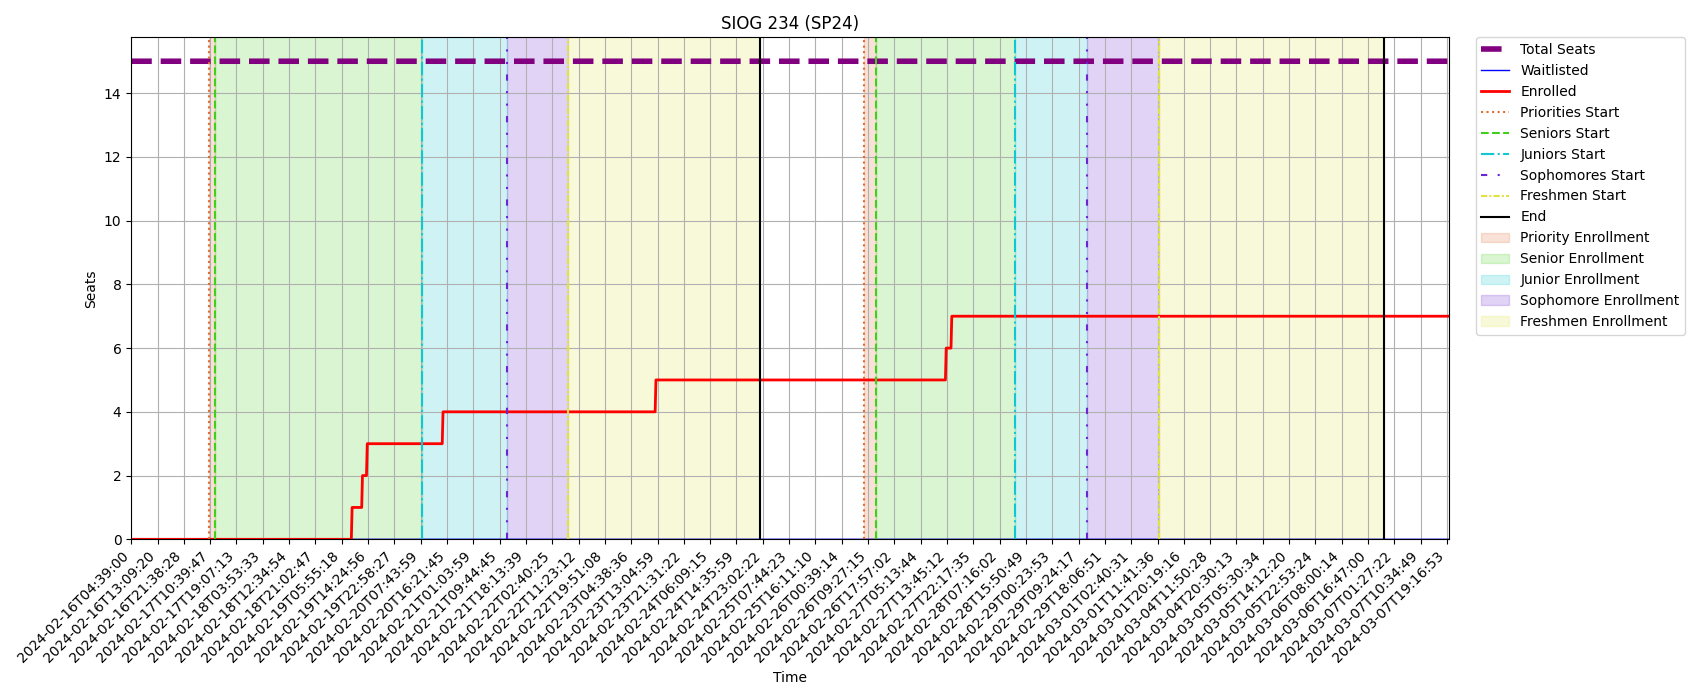 SIOG 234 (SP24)
Seats
14
12
10
8
6
4
2
0
2024-02-16T04:39:00
2024-02-16T13:09:20
2024-02-16T21:38:28
2024-02-17T10:39:47
2024-02-17T19:07:13
2024-02-18T03:53:33
2024-02-18T12:34:54
2024-02-18T21:02:47
2024-02-19T05:55:18
2024-02-19T14:24:56
2024-02-19T22:58:27
2024-02-20T07:43:59
2024-02-20T16:21:45
2024-02-21T01:03:59
2024-02-21T09:44:45
2024-02-21T18:13:39
2024-02-22T02:40:25
2024-02-22T11:23:12
2024-02-22T19:51:08
2024-02-23T04:38:36
2024-02-23T13:04:59
2024-02-23T21:31:22
2024-02-24T06:09:15
2024-02-24T14:35:59
2024-02-24T23:02:22
2024-02-25T07:44:23
2024-02-25T16:11:10
2024-02-26T00:39:14
2024-02-26T09:27:15
2024-02-26T17:57:02
2024-02-27T05:13:44
2024-02-27T13:45:12
2024-02-27T22:17:35
2024-02-28T07:16:02
2024-02-28T15:50:49
2024-02-29T00:23:53
2024-02-29T09:24:17
2024-02-29T18:06:51
2024-03-01T02:40:31
2024-03-01T11:41:36
2024-03-01T20:19:16
2024-03-04T11:50:28
2024-03-04T20:30:13
2024-03-05T05:30:34
2024-03-05T14:12:20
2024-03-05T22:53:24
2024-03-06T08:00:14
2024-03-06T16:47:00
2024-03-07T01:27:22
2024-03-07T10:34:49
2024-03-07T19:16:53
Time
Total Seats
Waitlisted
Enrolled
Priorities Start
Seniors Start
Juniors Start
Sophomores Start
Freshmen Start
End
Priority Enrollment
Senior Enrollment
Junior Enrollment
Sophomore Enrollment
Freshmen Enrollment